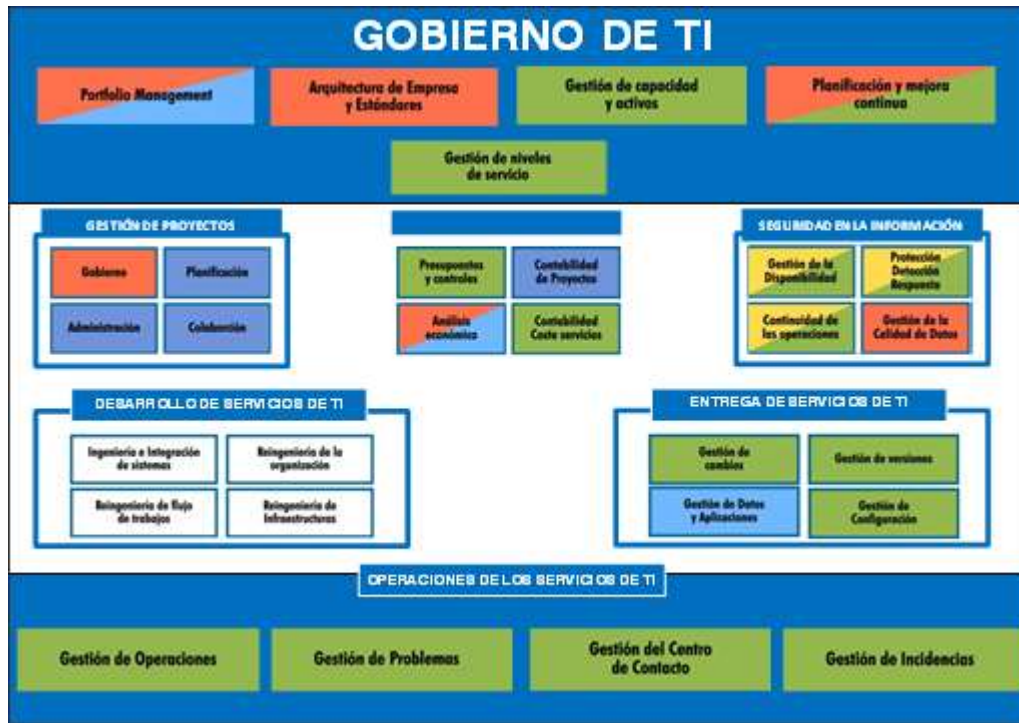 GOBIERNO DE TI
Portfolio Management
Arquitectura de Empresa
y Estándares
Gestión de capacidad
y activos
Planificación y mejora
continua
Gestión de niveles
de servicio
GESTIÓN DE PROYECTOS
Gobierno
Planificación
Administración
Colaboración
Presupuestos
y controles
Contabilidad
de Proyectos
Análisis
económico
Contabilidad
Coste servicios
SEGURIDAD EN LA INFORMACIÓN
Gestión de la
Disponibilidad
Protección
Detección
Respuesta
Continuidad de
las operaciones
Gestión de la
Calidad de Datos
DESARROLLO DE SERVICIOS DE TI
Ingeniería e Integración
de sistemas
Reingeniería de la
organización
Reingeniería de flujo
de trabajos
Reingeniería de
Infraestructuras
ENTREGA DE SERVICIOS DE TI
Gestión de
cambios
Gestión de versiones
Gestión de Datos
y Aplicaciones
Gestión de
Configuración
OPERACIONES DE LOS SERVICIOS DE TI
Gestión de Operaciones
Gestión de Problemas
Gestión del Centro
de Contacto
Gestión de Incidencias